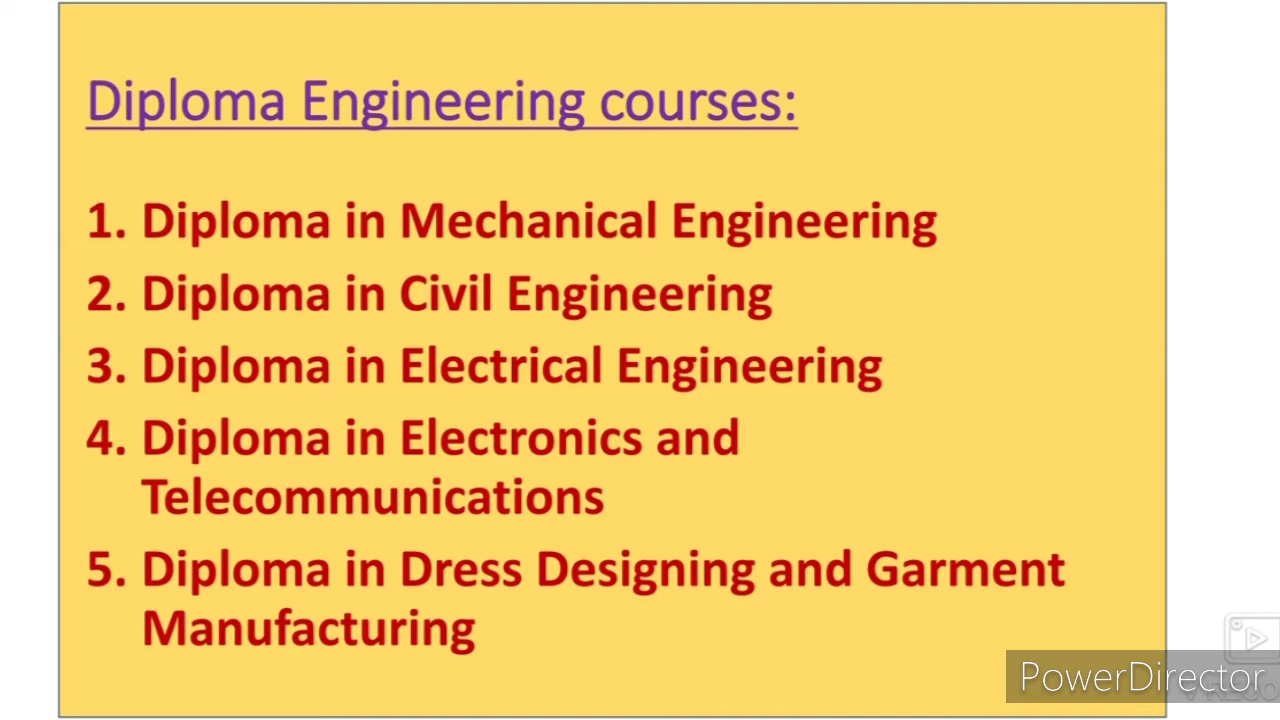 Diploma Engineering courses:
1. Diploma in Mechanical Engineering
2. Diploma in Civil Engineering
3. Diploma in Electrical Engineering
4. Diploma in Electronics and
Telecommunications
5. Diploma in Dress Designing and Garment
Manufacturing
PowerDirector